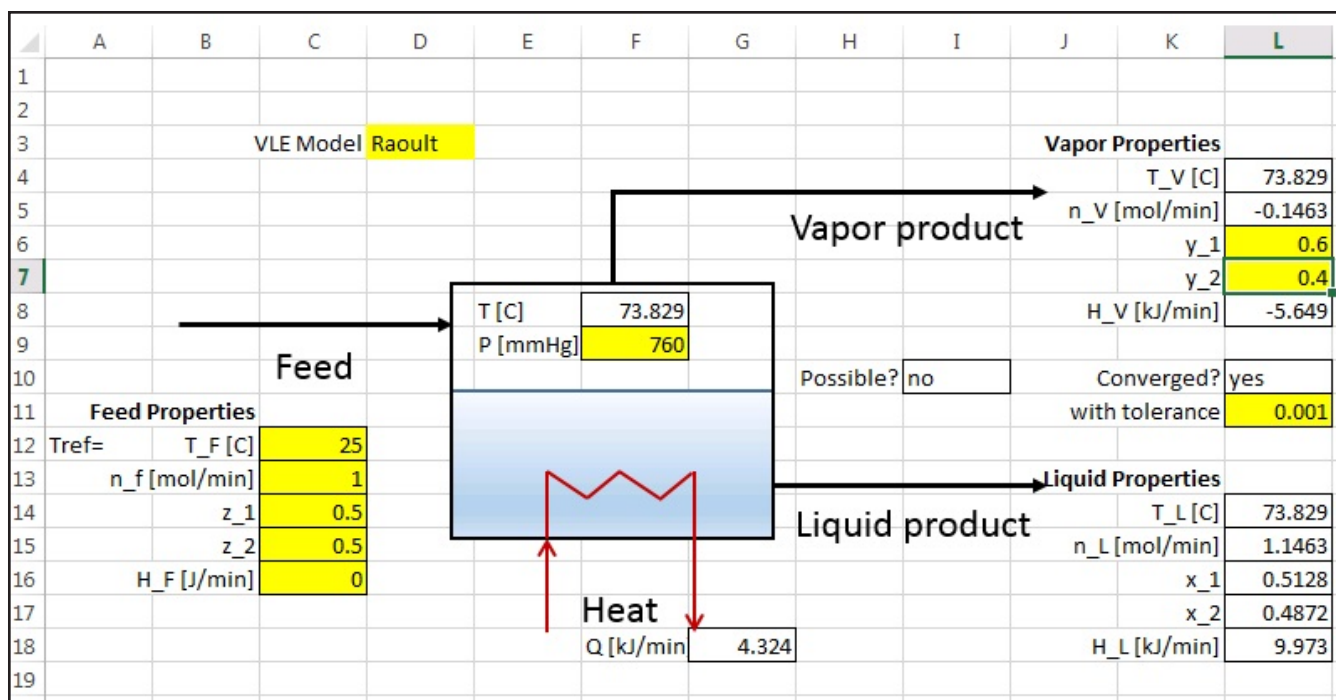 A B C D E F G H I J K L
1
2
3 VLE Model Raoult Vapor Properties
4 T_V [C] 73.829
5 n_V [mol/min] -0.1463
Vapor product
6 y_1 0.6
7 y_2 0.4
8 T [C] 73.829 H_V [kJ/min] -5.649
9 P [mmHg] 760
Feed
10 Possible? no Converged? yes
11 Feed Properties with tolerance 0.001
12 Tref= T_F [C] 25
13 n_f [mol/min] 1 Liquid Properties
14 z_1 0.5 T_L [C] 73.829
Liquid product
15 z_2 0.5 n_L [mol/min] 1.1463
16 H_F [J/min] 0 x_1 0.5128
Heat
17 x_2 0.4872
18 Q [kJ/min 4.324 H_L [kJ/min] 9.973
19